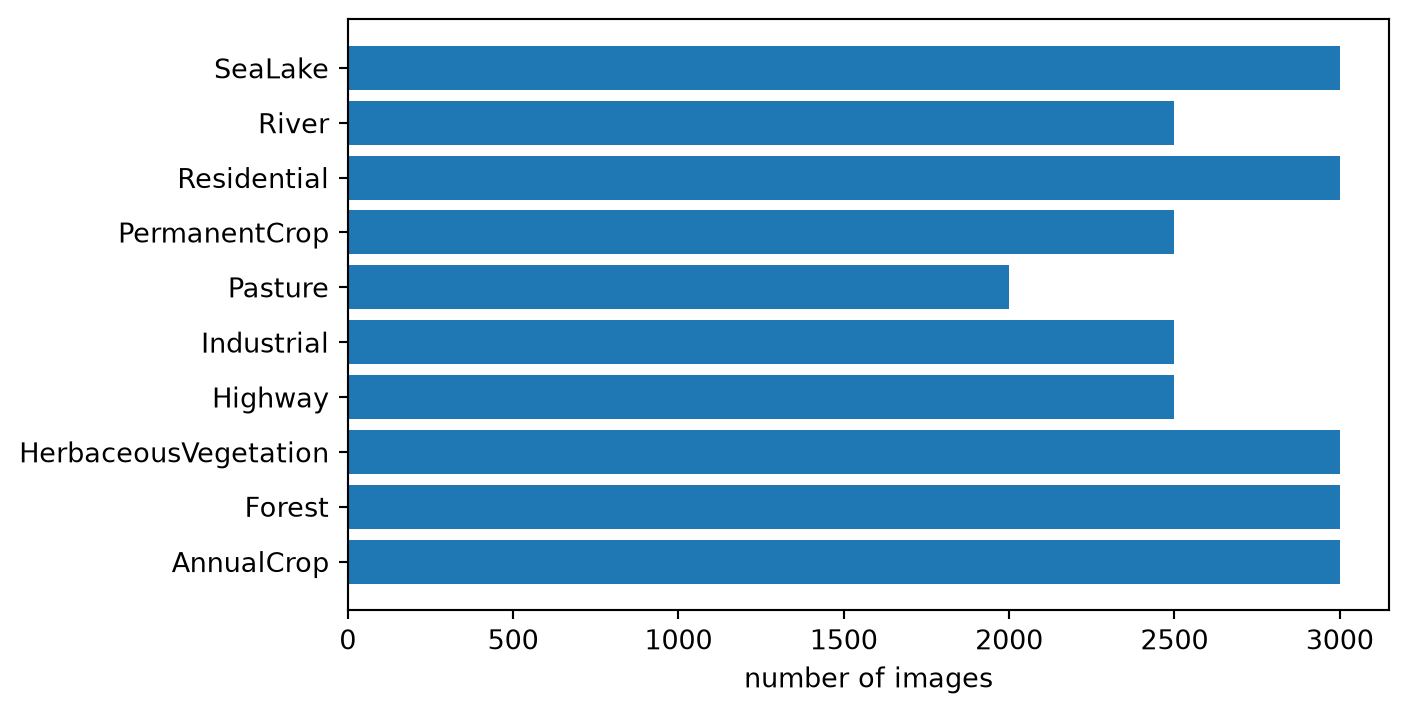 SeaLake
River
Residential
PermanentCrop
Pasture
Industrial
Highway
HerbaceousVegetation
Forest
AnnualCrop
0 500 1000 1500 2000 2500 3000
number of images